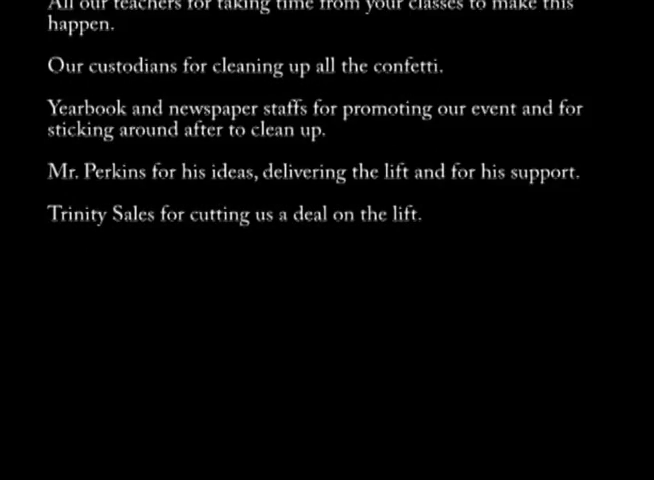 All our teachers for taking time from your classes to make this
happen.
Our custodians for cleaning up all the confetti.
Yearbook and newspaper staffs for promoting our event and for
sticking around after to clean up.
Mr. Perkins for his ideas, delivering the lift and for his support.
Trinity Sales for cutting us a deal on the lift.